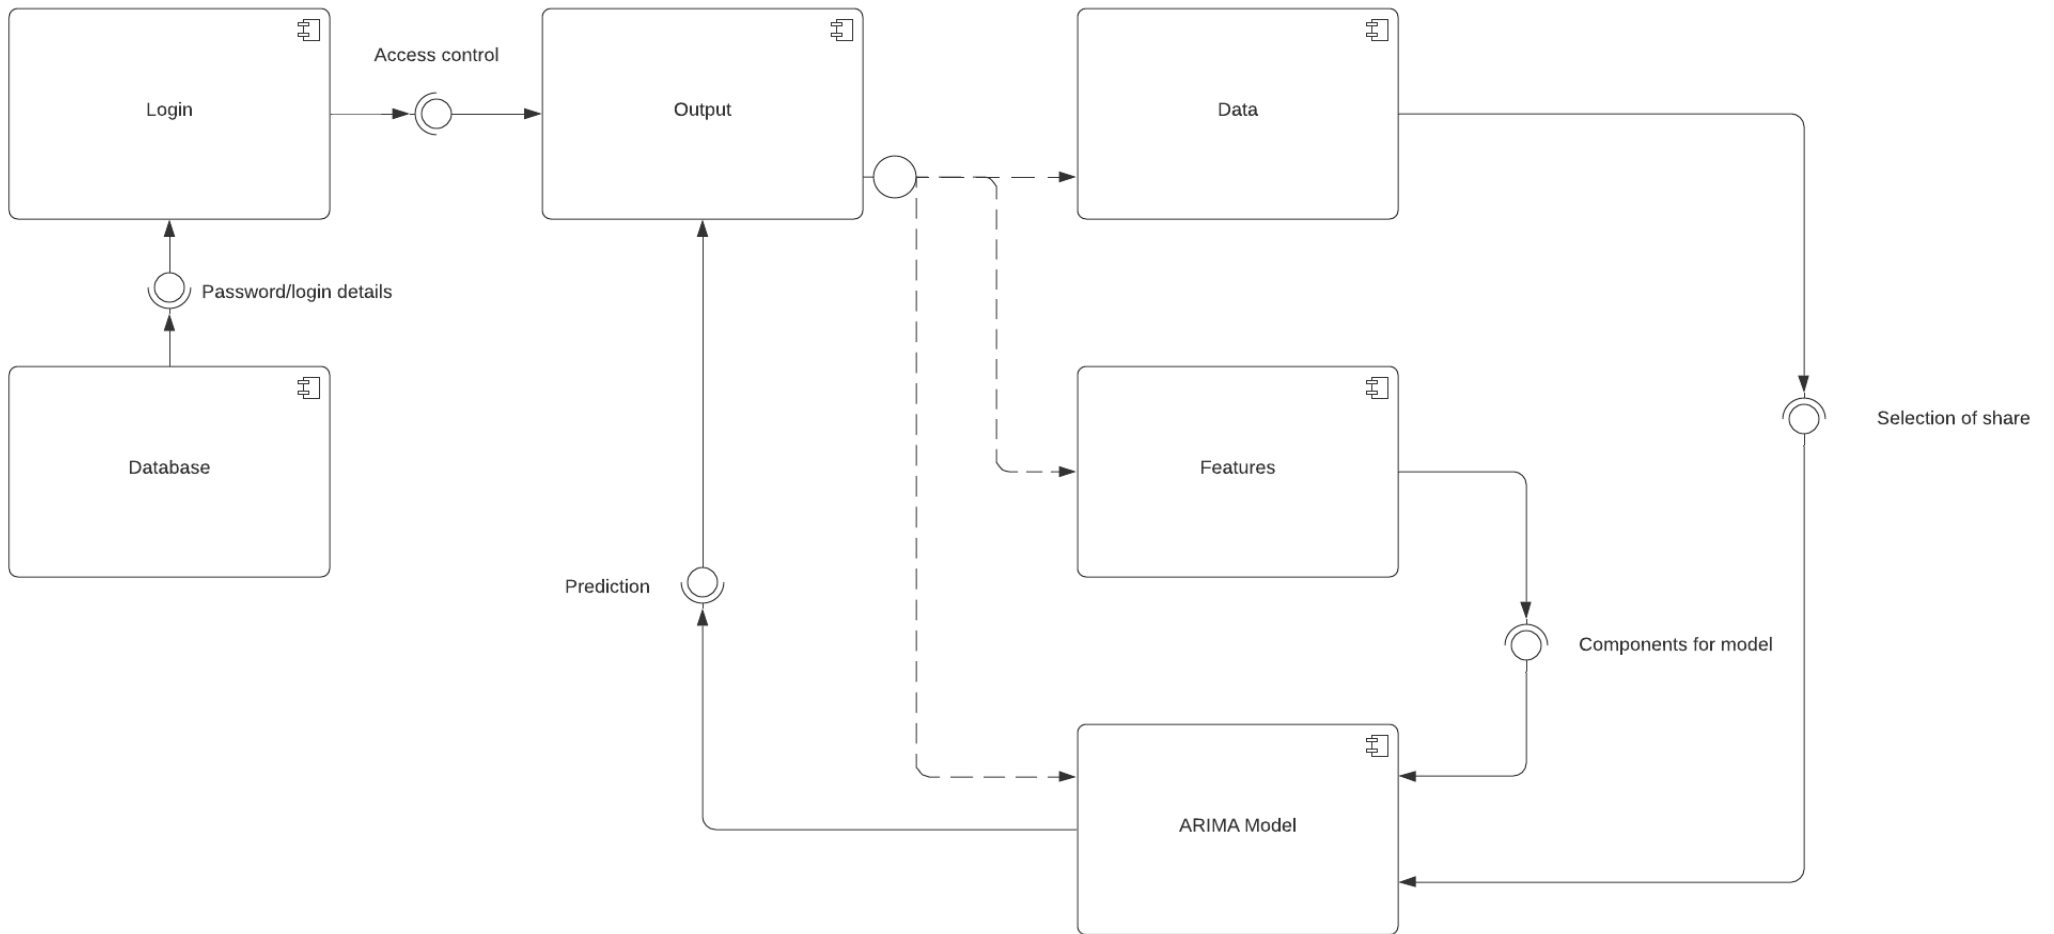 Access control
Login
Output
Data
Password/login details
Selection of share
Database
Features
Prediction
Components for model
ARIMA Model